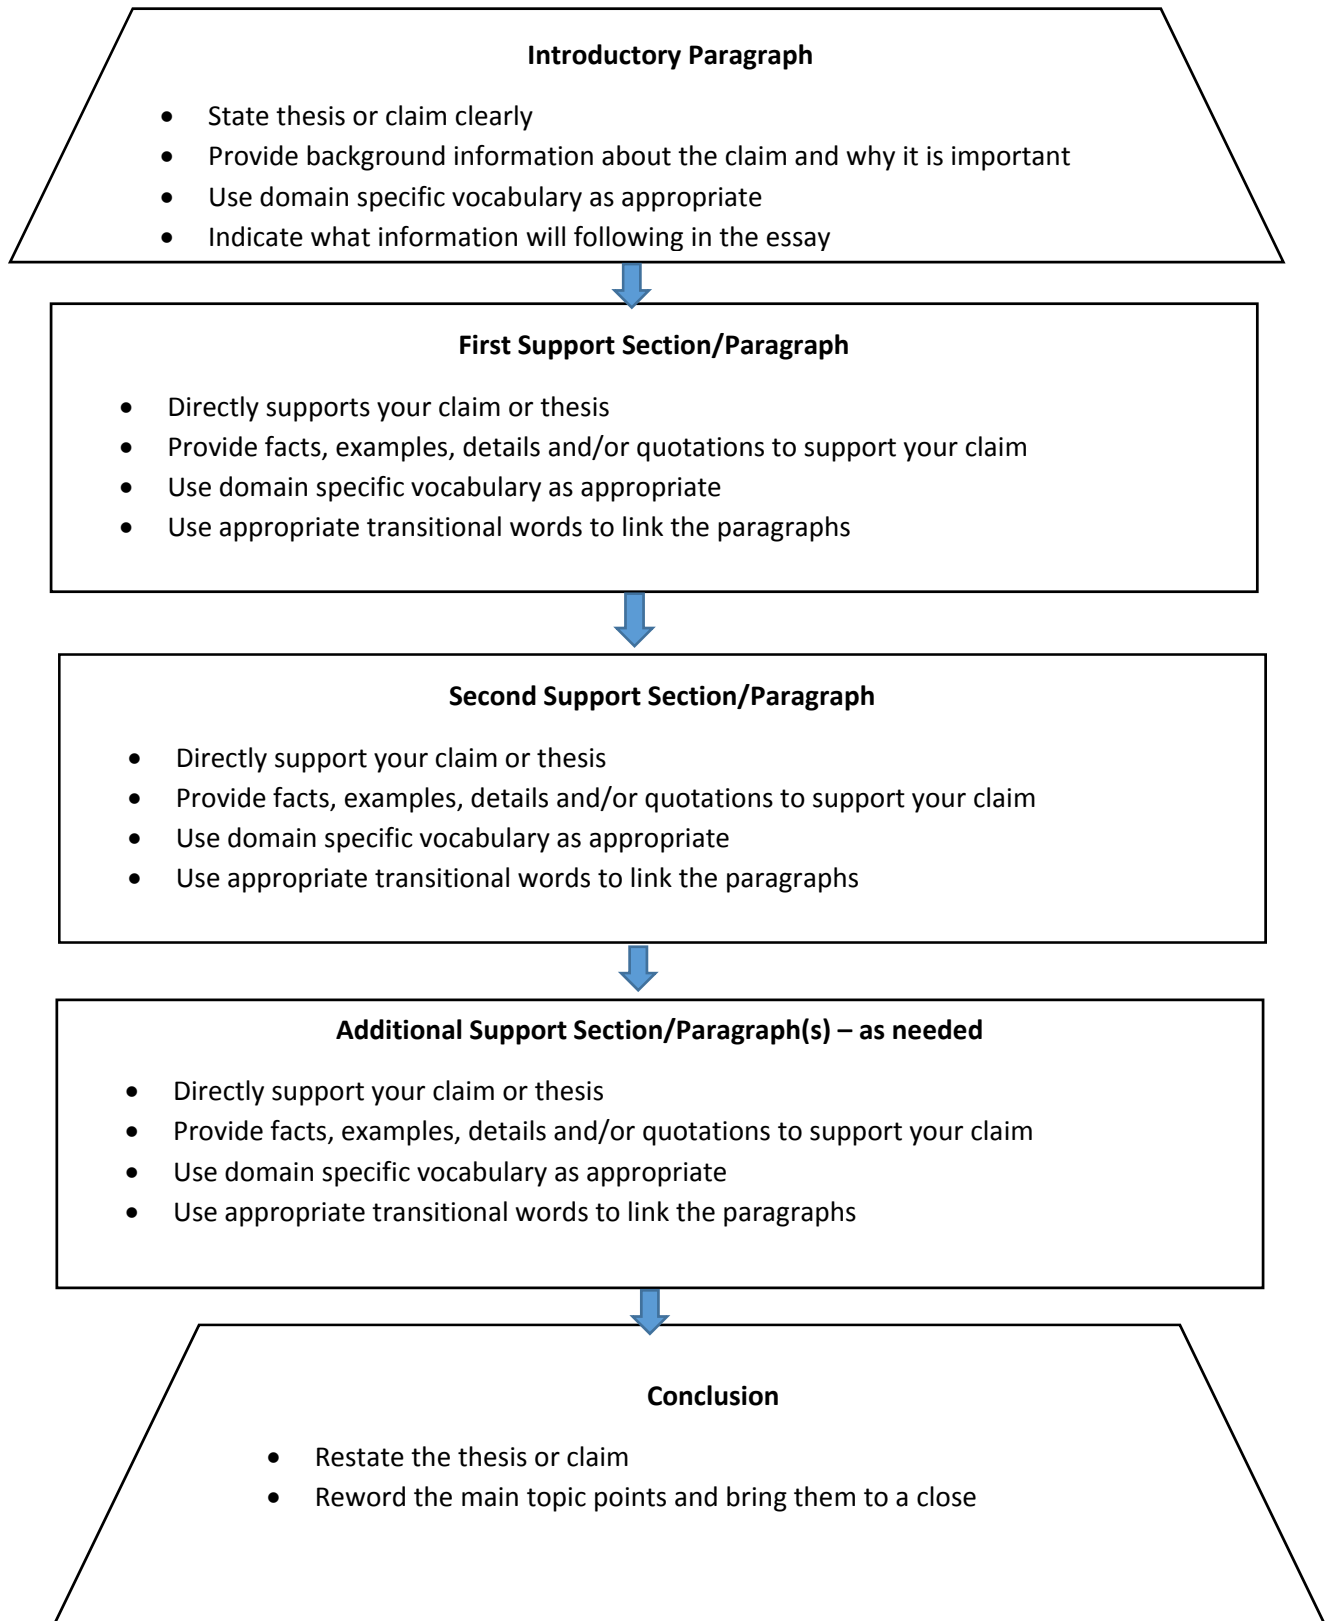 Introductory Paragraph
• State thesis or claim clearly
• Provide background information about the claim and why it is important
• Use domain specific vocabulary as appropriate
• Indicate what information will following in the essay
First Support Section/Paragraph
• Directly supports your claim or thesis
• Provide facts, examples, details and/or quotations to support your claim
• Use domain specific vocabulary as appropriate
• Use appropriate transitional words to link the paragraphs
Second Support Section/Paragraph
• Directly support your claim or thesis
• Provide facts, examples, details and/or quotations to support your claim
• Use domain specific vocabulary as appropriate
• Use appropriate transitional words to link the paragraphs
Additional Support Section/Paragraph(s) – as needed
• Directly support your claim or thesis
• Provide facts, examples, details and/or quotations to support your claim
• Use domain specific vocabulary as appropriate
• Use appropriate transitional words to link the paragraphs
Conclusion
• Restate the thesis or claim
• Reword the main topic points and bring them to a close